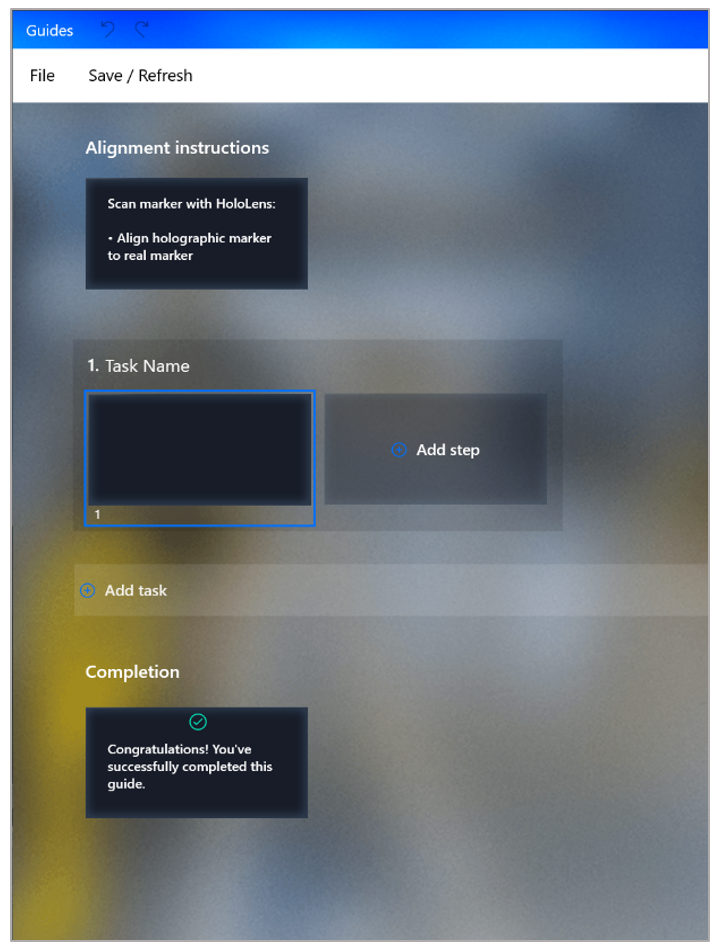 Guides
File Save / Refresh
Alignment instructions
Scan marker with HoloLens:
• Align holographic marker
to real marker
1. Task Name
Add step
1
Add task
Completion
Congratulations! You've
successfully completed this
guide.